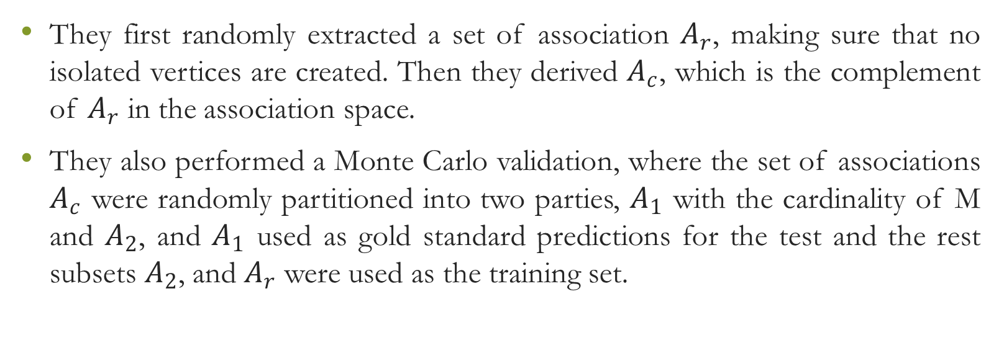 • They first randomly extracted a set of association A_r, making sure that no
isolated vertices are created. Then they derived A_c, which is the complement
of A_r in the association space.
• They also performed a Monte Carlo validation, where the set of associations
A_c were randomly partitioned into two parties, A_1 with the cardinality of M
and A_2, and A_1 used as gold standard predictions for the test and the rest
subsets A_2, and A_r were used as the training set.